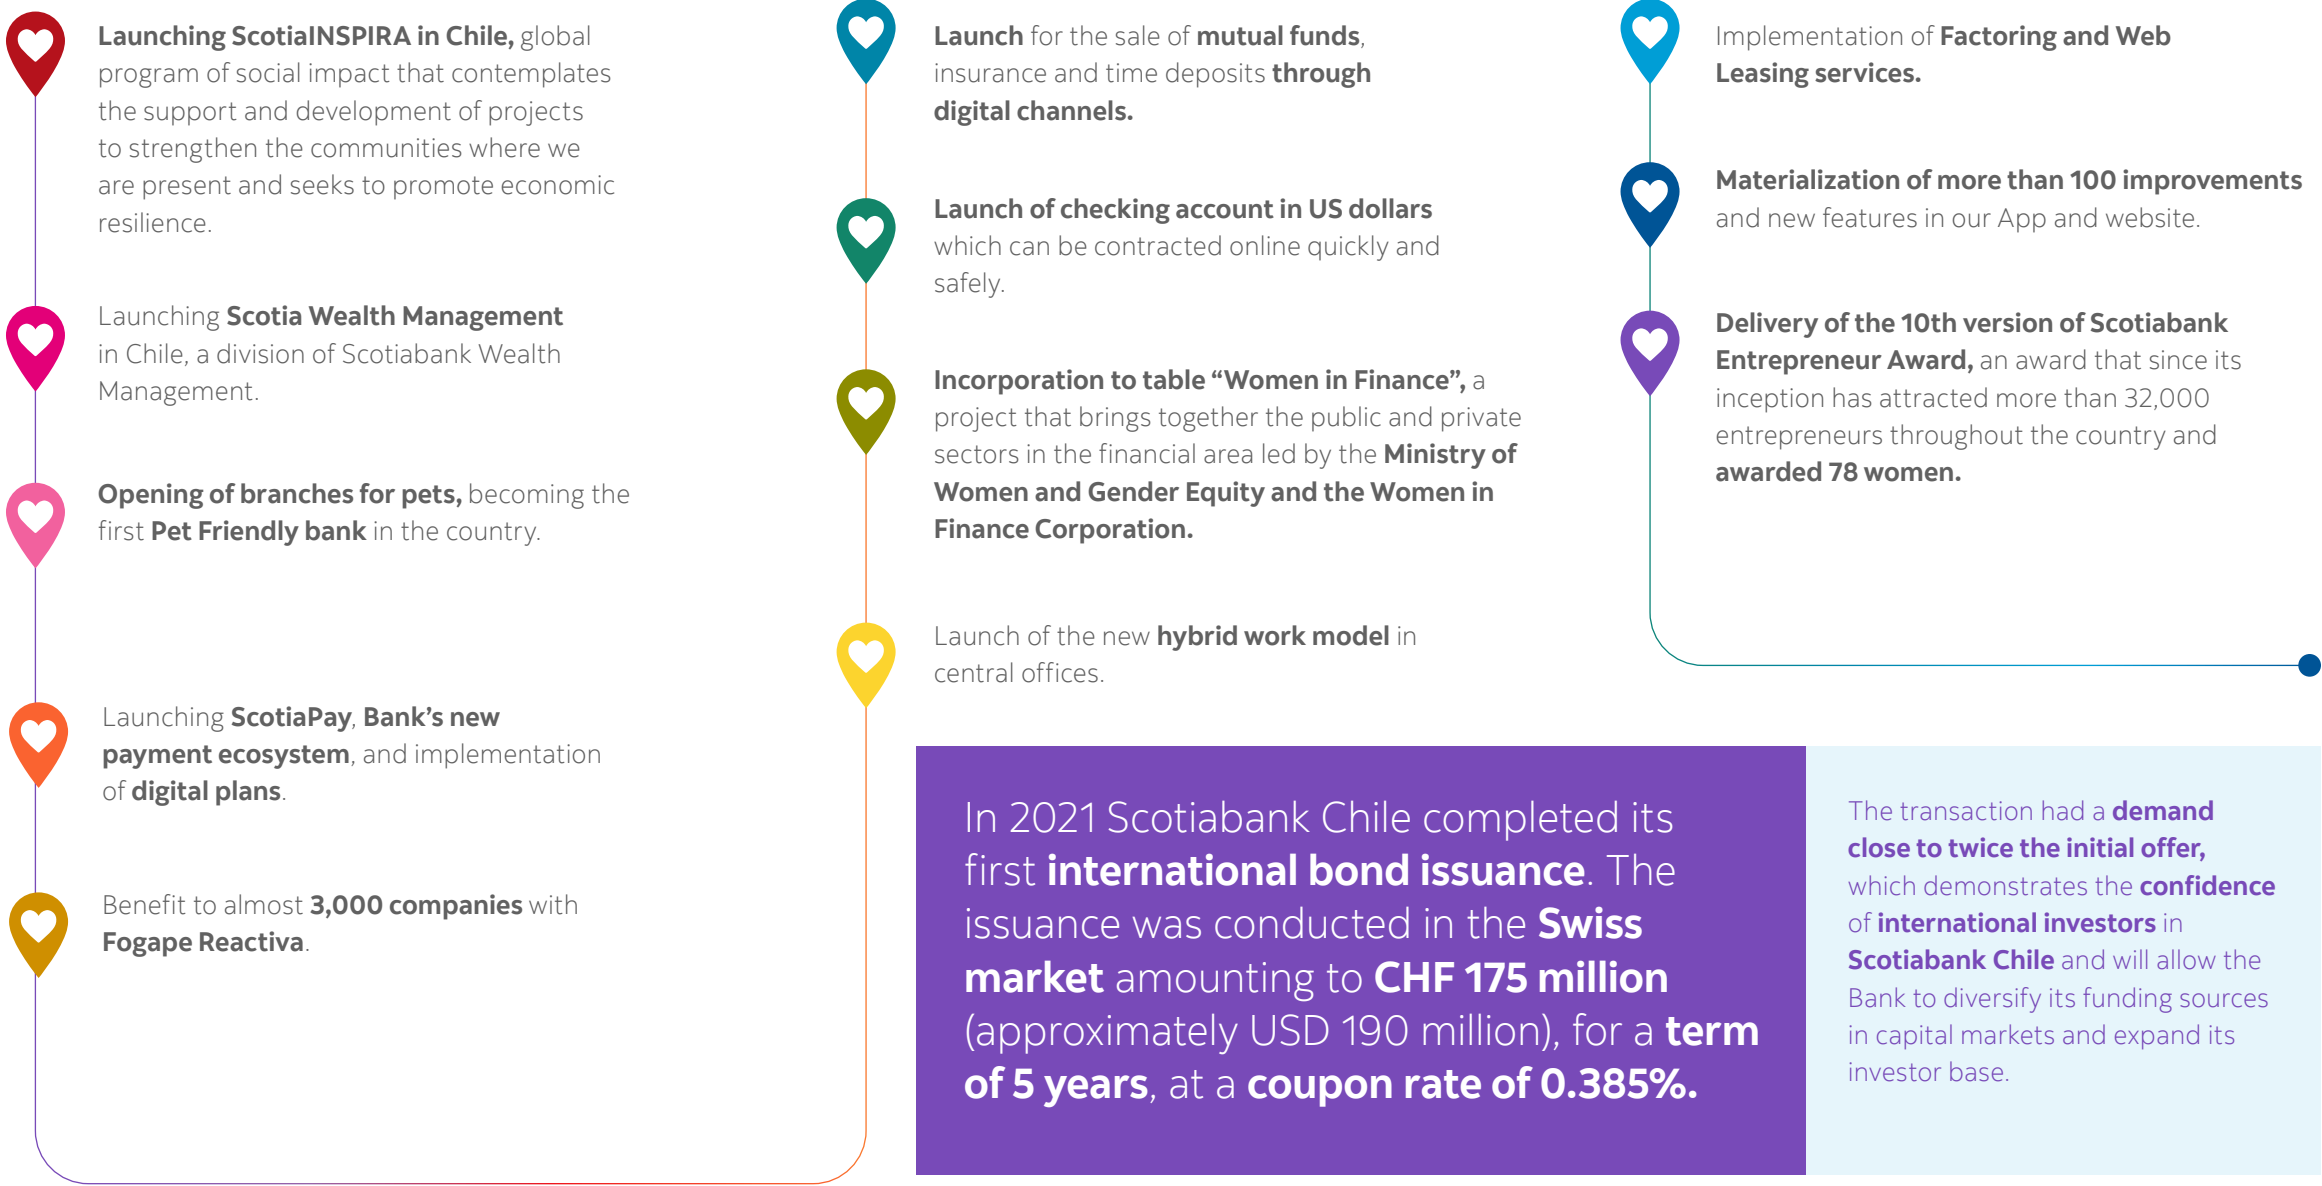 Launching ScotiaINSPIRA in Chile, global
program of social impact that contemplates
the support and development of projects
to strengthen the communities where we
are present and seeks to promote economic
resilience.
Launching Scotia Wealth Management
in Chile, a division of Scotiabank Wealth
Management.
Opening of branches for pets, becoming the
first Pet Friendly bank in the country.
Launching ScotiaPay, Bank's new
payment ecosystem, and implementation
of digital plans.
Benefit to almost 3,000 companies with
Fogape Reactiva.
Launch for the sale of mutual funds,
insurance and time deposits through
digital channels.
Launch of checking account in US dollars
which can be contracted online quickly and
safely.
Incorporation to table “Women in Finance”, a
project that brings together the public and private
sectors in the financial area led by the Ministry of
Women and Gender Equity and the Women in
Finance Corporation.
Launch of the new hybrid work model in
central offices.
Implementation of Factoring and Web
Leasing services.
Materialization of more than 100 improvements
and new features in our App and website.
Delivery of the 10th version of Scotiabank
Entrepreneur Award, an award that since its
inception has attracted more than 32,000
entrepreneurs throughout the country and
awarded 78 women.
In 2021 Scotiabank Chile completed its
first international bond issuance. The
issuance was conducted in the Swiss
market amounting to CHF 175 million
(approximately USD 190 million), for a term
of 5 years, at a coupon rate of 0.385%.
The transaction had a demand
close to twice the initial offer,
which demonstrates the confidence
of international investors in
Scotiabank Chile and will allow the
Bank to diversify its funding sources
in capital markets and expand its
investor base.